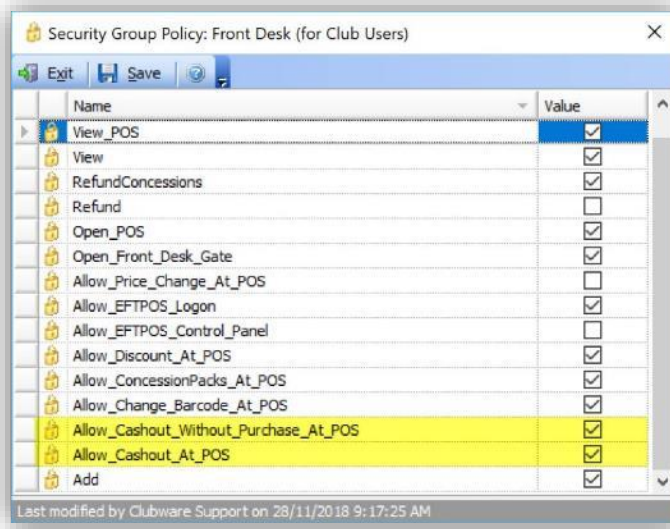 Security Group Policy: Front Desk (for Club Users)
Exit Save
Name Value
View_POS
View
RefundConcessions
Refund
Open_POS
Open_Front_Desk_Gate
Allow_Price_Change_At_POS
Allow_EFTPOS_Logon
Allow_EFTPOS_Control_Panel
Allow_Discount_At_POS
Allow_ConcessionPacks_At_POS
Allow_Change_Barcode_At_POS
Allow_Cashout_Without_Purchase_At_POS
Allow_Cashout_At_POS
Add
Last modified by Clubware Support on 28/11/2018 9:17:25 AM